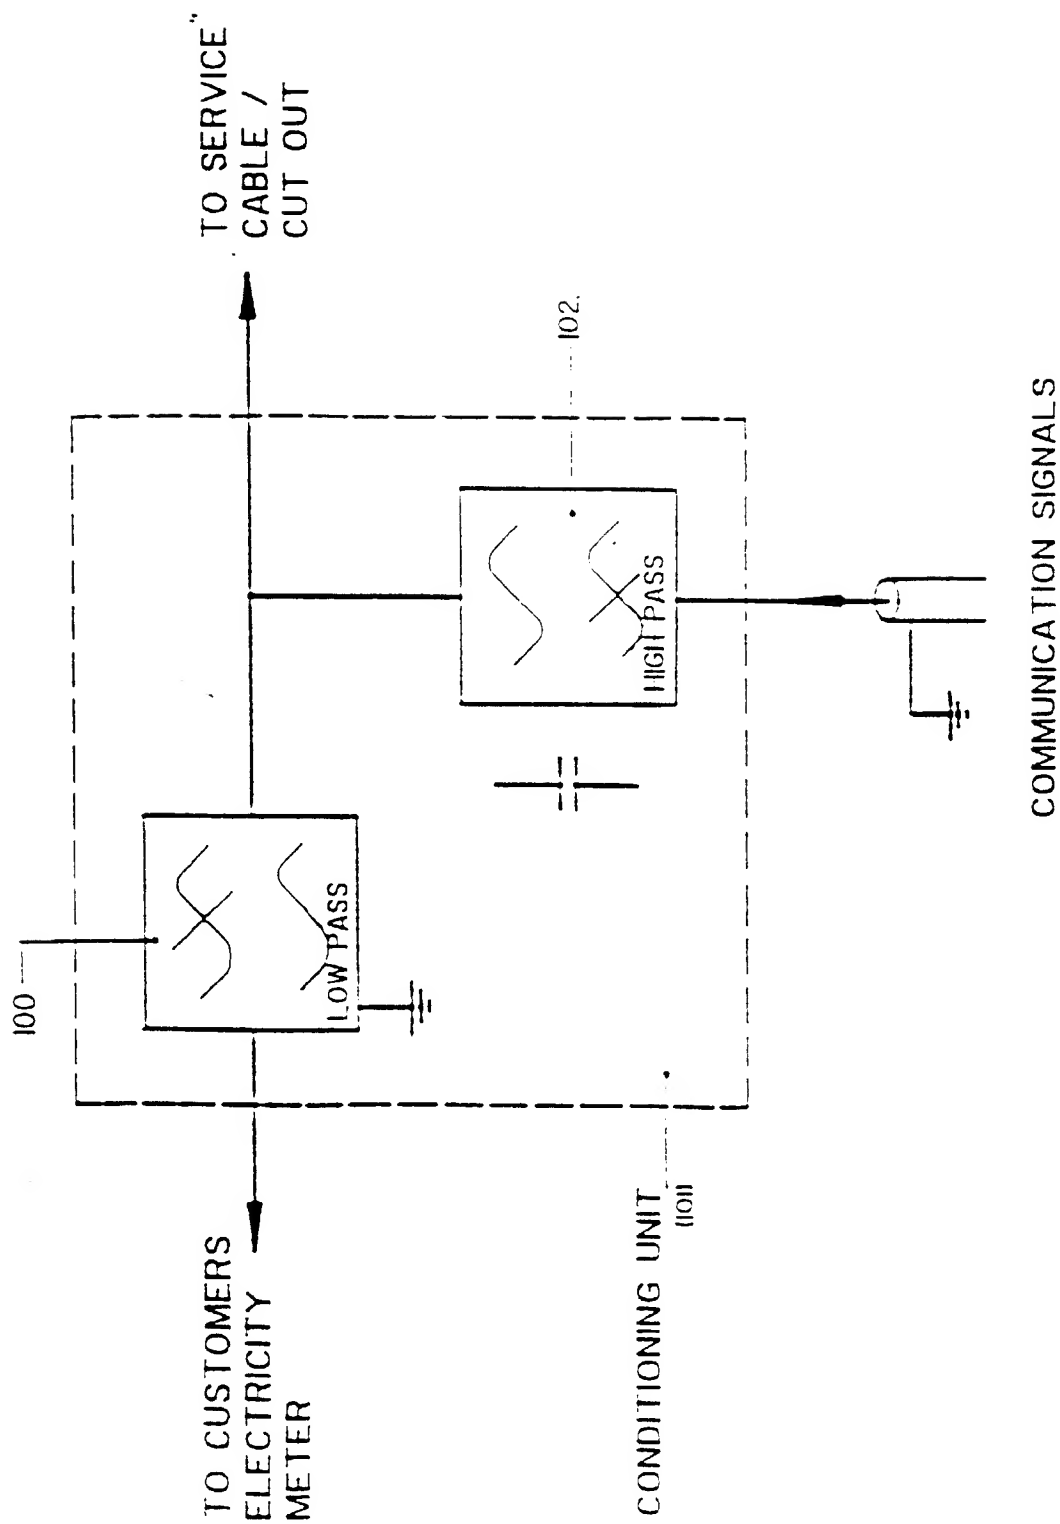 100
TO CUSTOMERS
ELECTRICITY
METER
TO SERVICE
CABLE /
CUT OUT
LOW PASS
HIGH PASS
102
CONDITIONING UNIT
COMMUNICATION SIGNALS